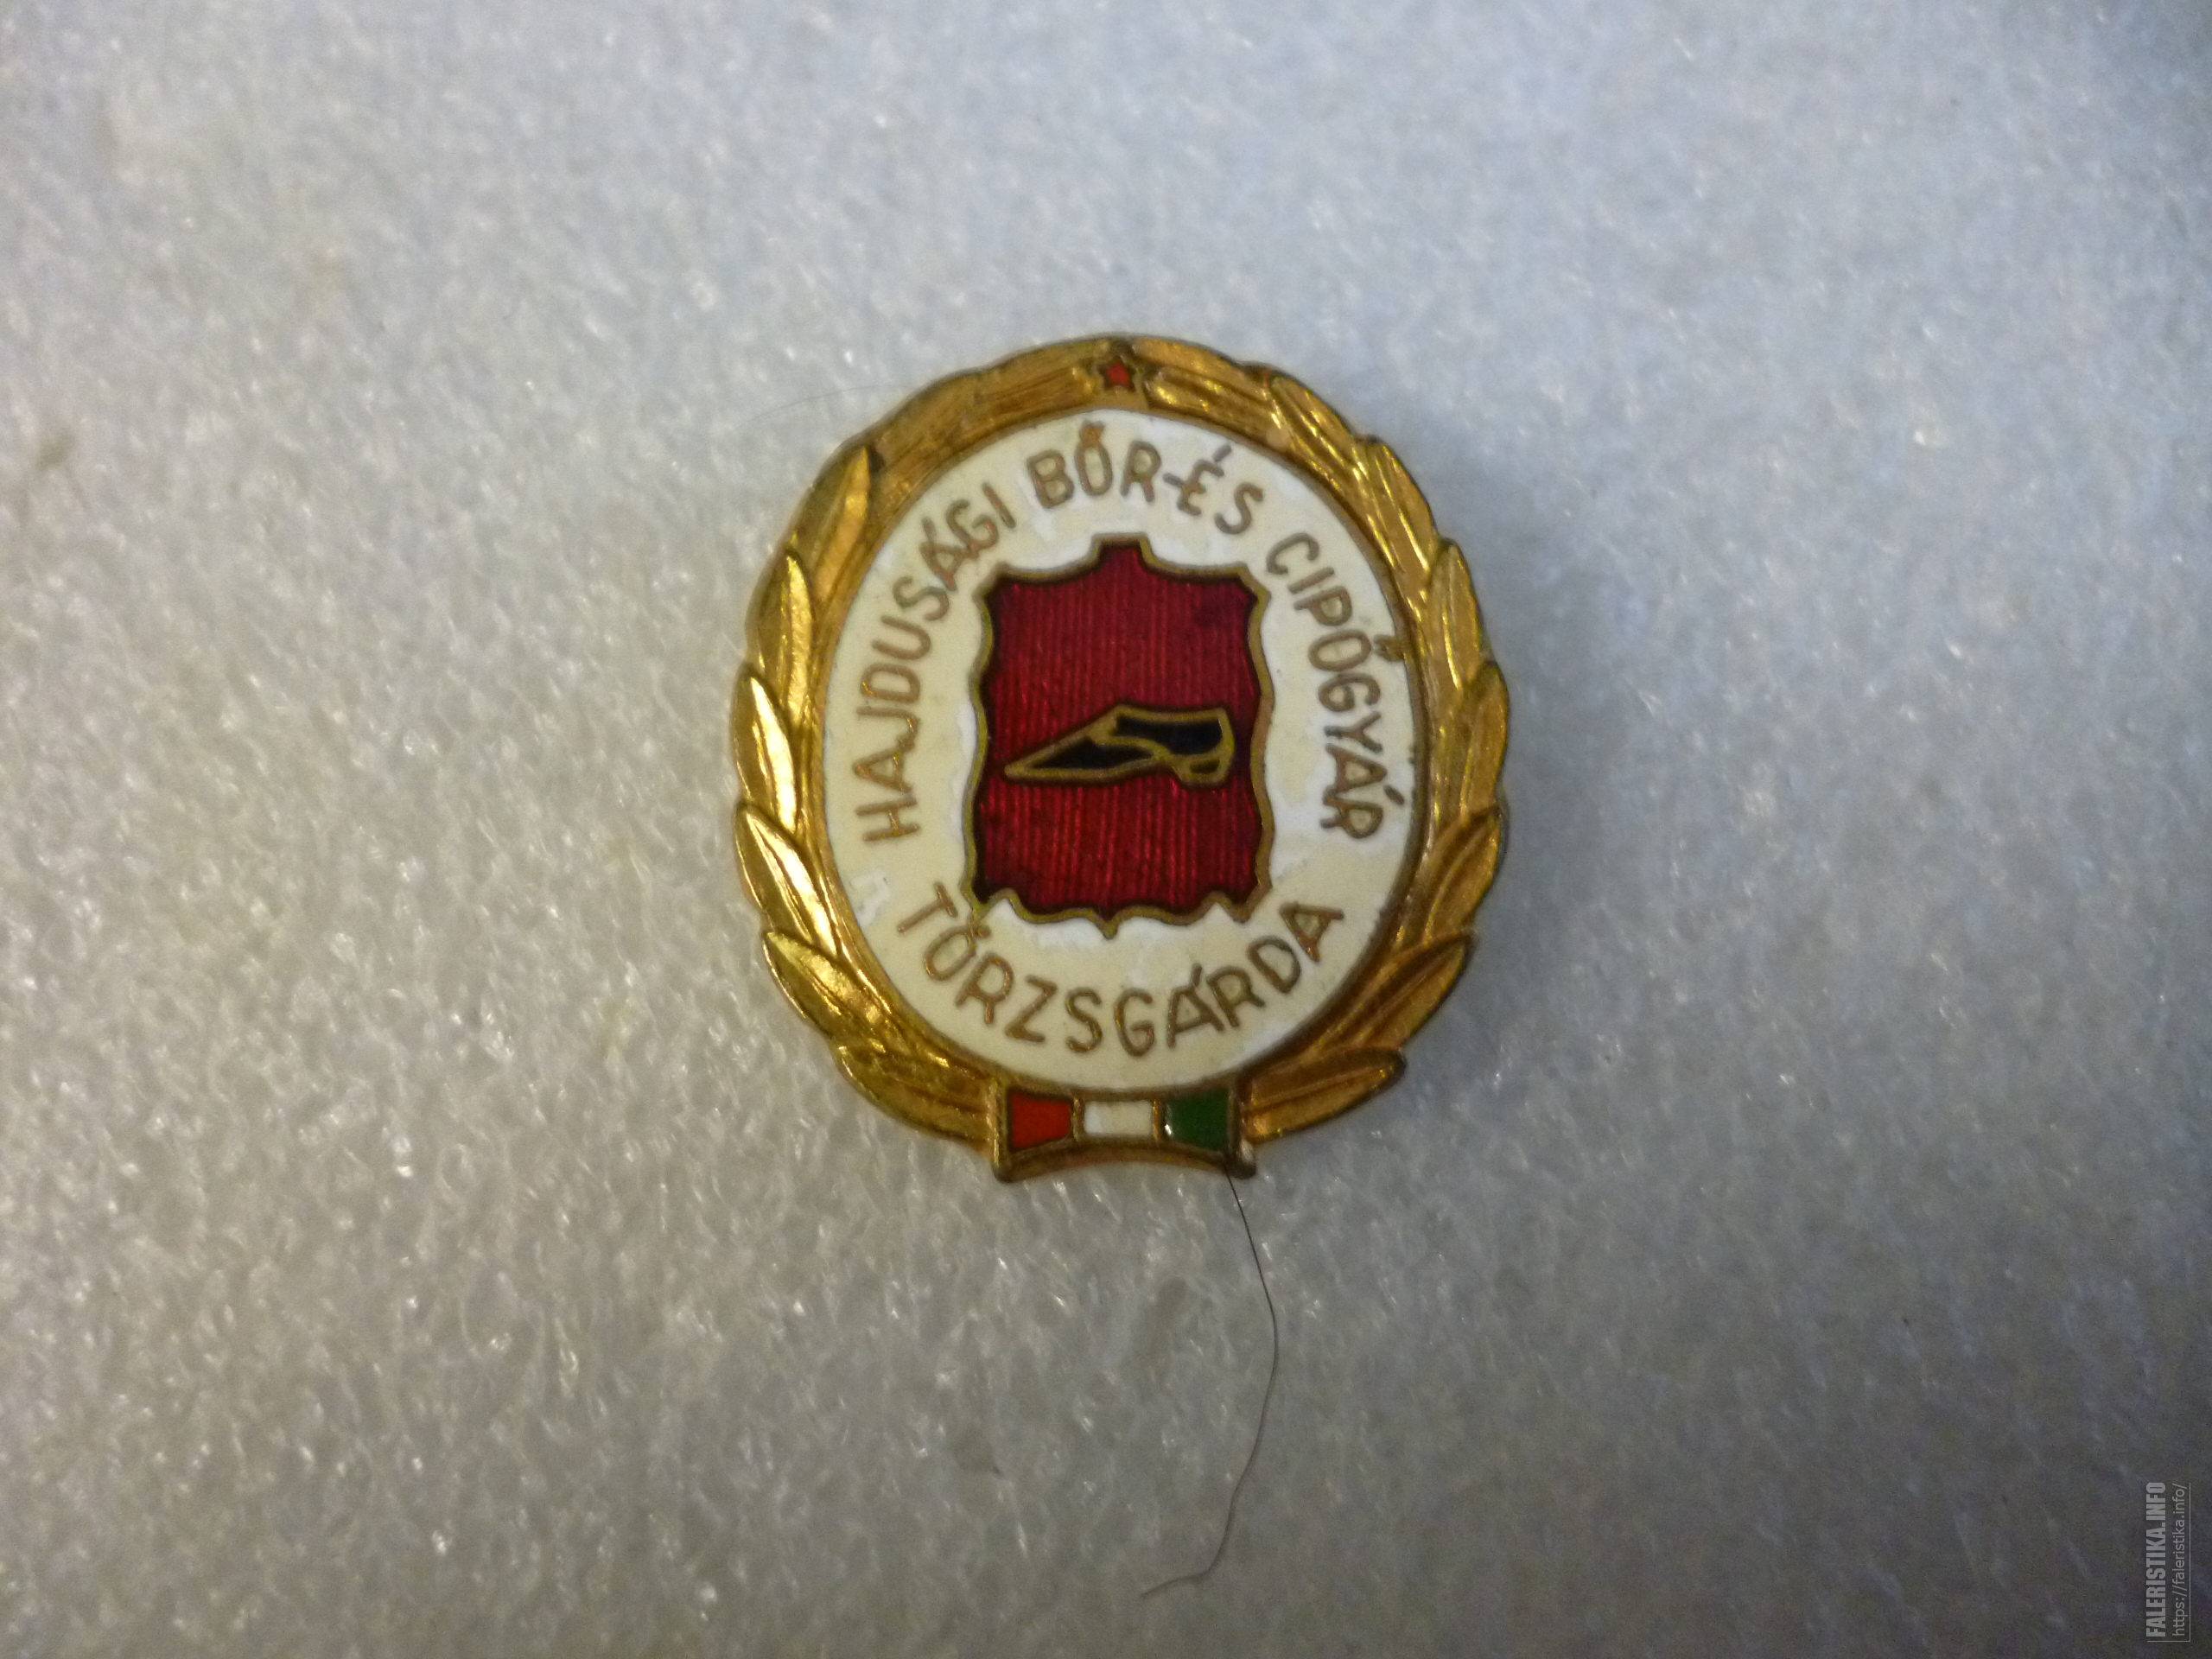 HAJDUSÁGI BŐR-ÉS CIPŐGYÁR
TÖRZSGÁRDA
FALERISTIKA.INFO
https://faleristika.info/